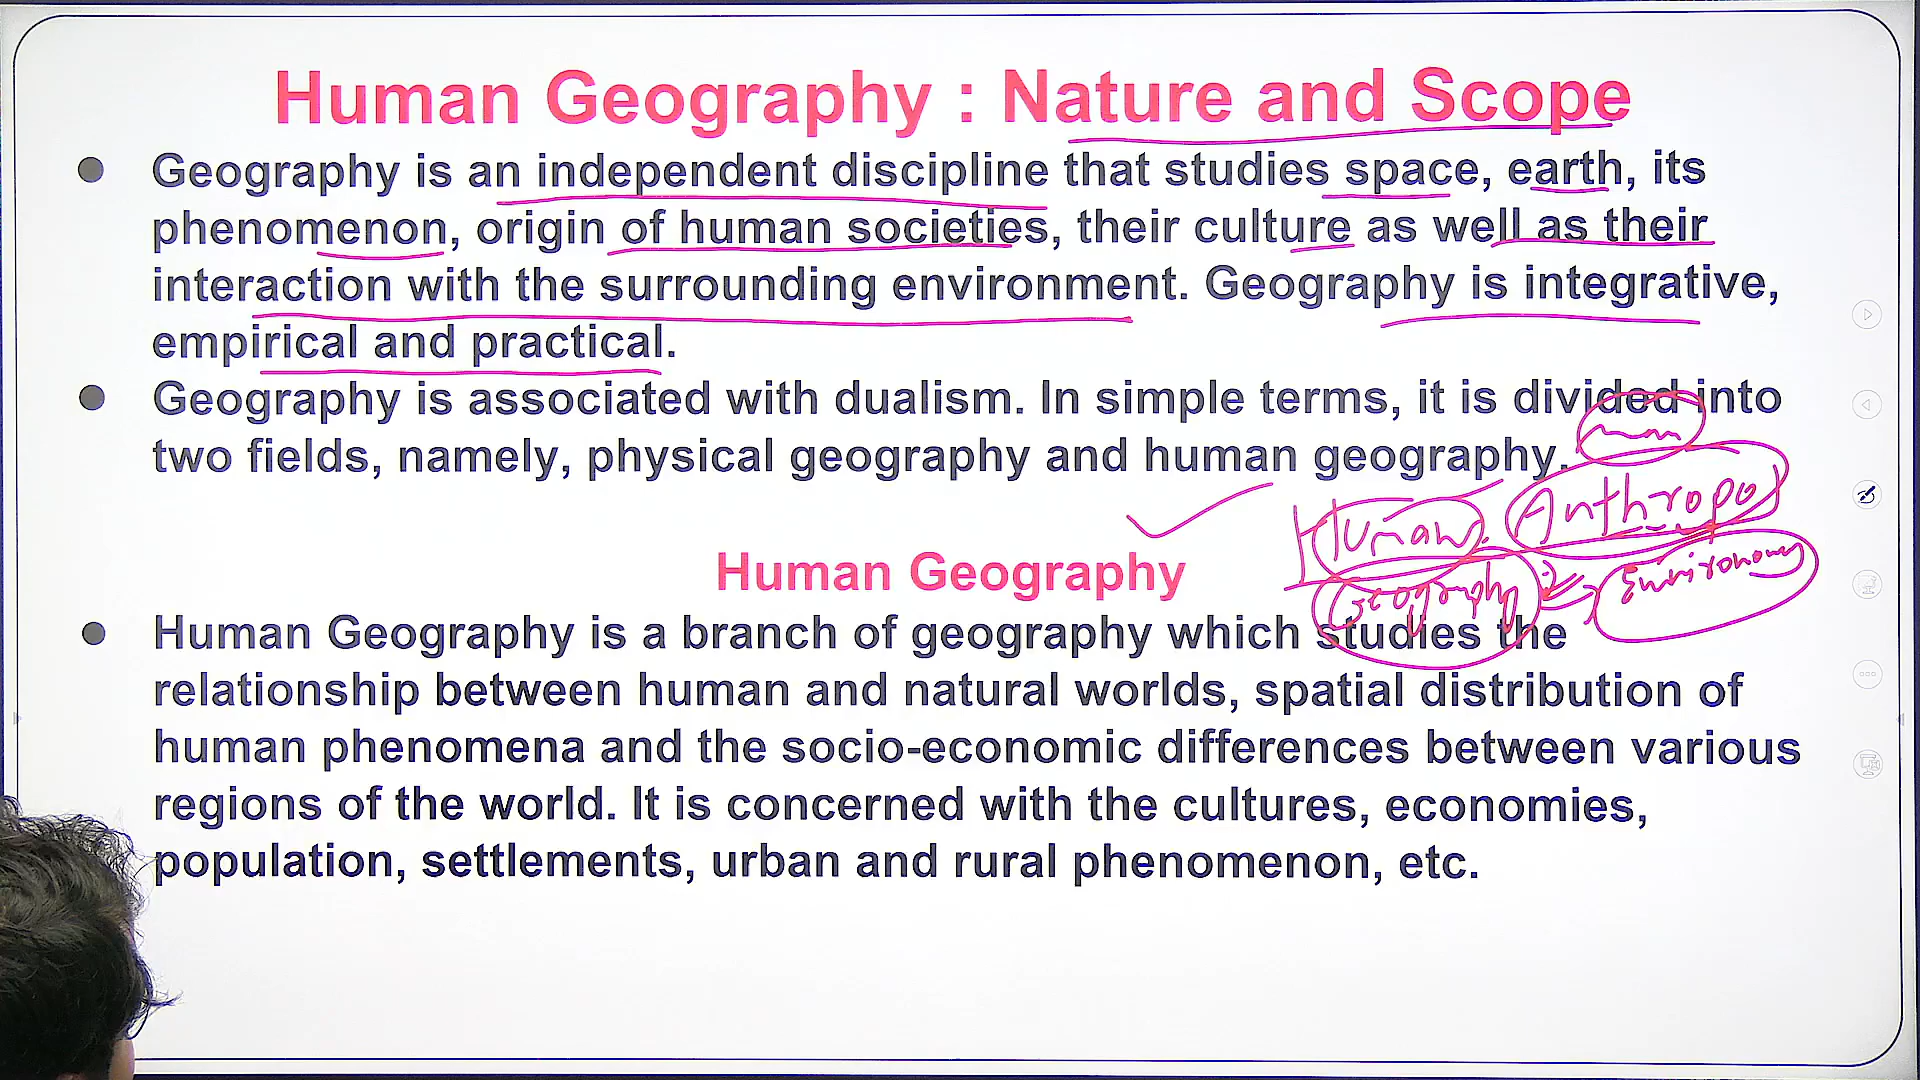 Human Geography : Nature and Scope
Geography is an independent discipline that studies space, earth, its
phenomenon, origin of human societies, their culture as well as their
interaction with the surrounding environment. Geography is integrative,
empirical and practical.
Geography is associated with dualism. In simple terms, it is divided into
two fields, namely, physical geography and human geography.
man
Human Anthropos
Human Geography
Geography
Human Geography is a branch of geography which studies the
relationship between human and natural worlds, spatial distribution of
human phenomena and the socio-economic differences between various
regions of the world. It is concerned with the cultures, economies,
population, settlements, urban and rural phenomenon, etc.